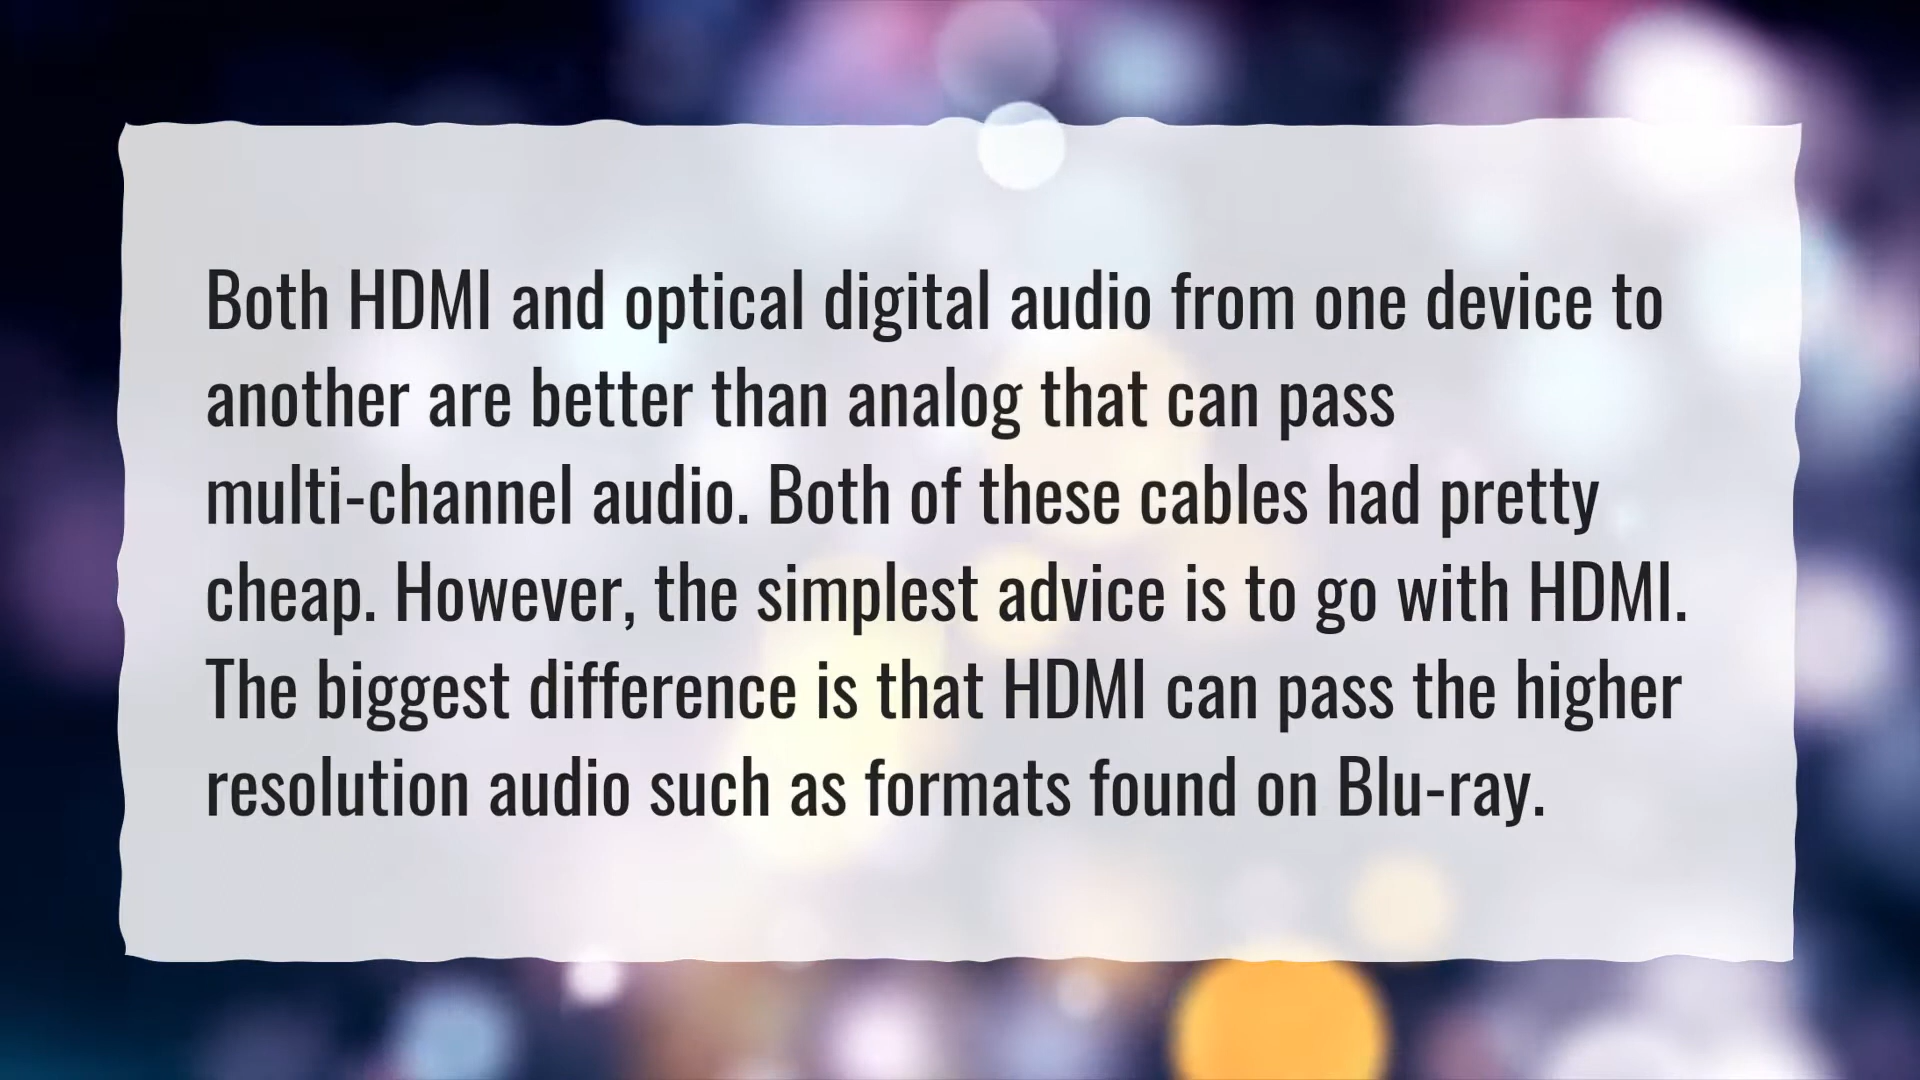 Both HDMI and optical digital audio from one device to
another are better than analog that can pass
multi-channel audio. Both of these cables had pretty
cheap. However, the simplest advice is to go with HDMI.
The biggest difference is that HDMI can pass the higher
resolution audio such as formats found on Blu-ray.